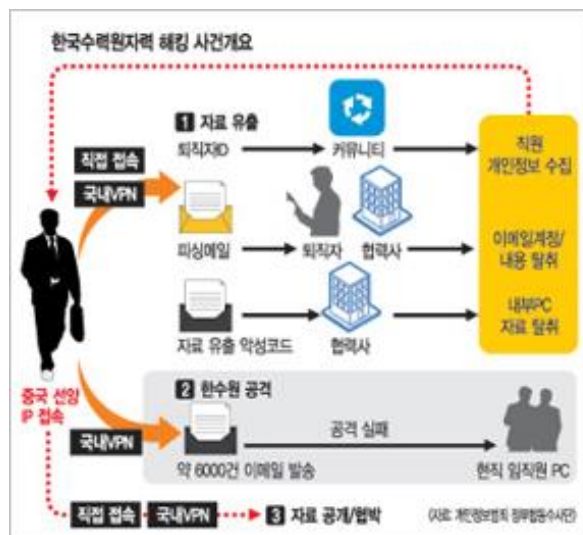 한국수력원자력 해킹 사건개요
1 자료 유출
직접 접속
국내VPN
퇴직자ID
커뮤니티
직원
개인정보 수집
피싱메일
퇴직자
협력사
이메일계정/
내용 탈취
자료 유출 악성코드
협력사
내부PC
자료 탈취
중국 선양
IP 접속
2 한수원 공격
국내VPN
공격 실패
약 6000건 이메일 발송
현직 임직원 PC
직접 접속
국내VPN
3 자료 공개/협박
(자료:개인정보범죄 정부합동수사단)